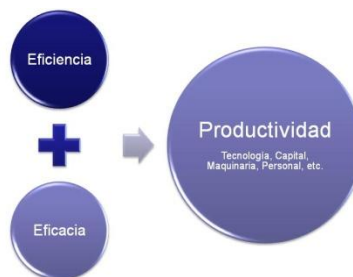 Eficiencia
Eficacia
Productividad
Tecnología, Capital,
Maquinaria, Personal, etc.